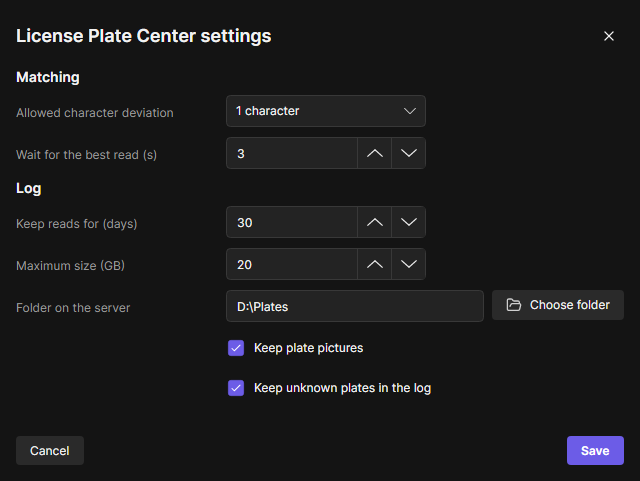 License Plate Center settings
Matching
Allowed character deviation
1 character
Wait for the best read (s)
3
Log
Keep reads for (days)
30
Maximum size (GB)
20
Folder on the server
D:\Plates
Choose folder
Keep plate pictures
Keep unknown plates in the log
Cancel
Save